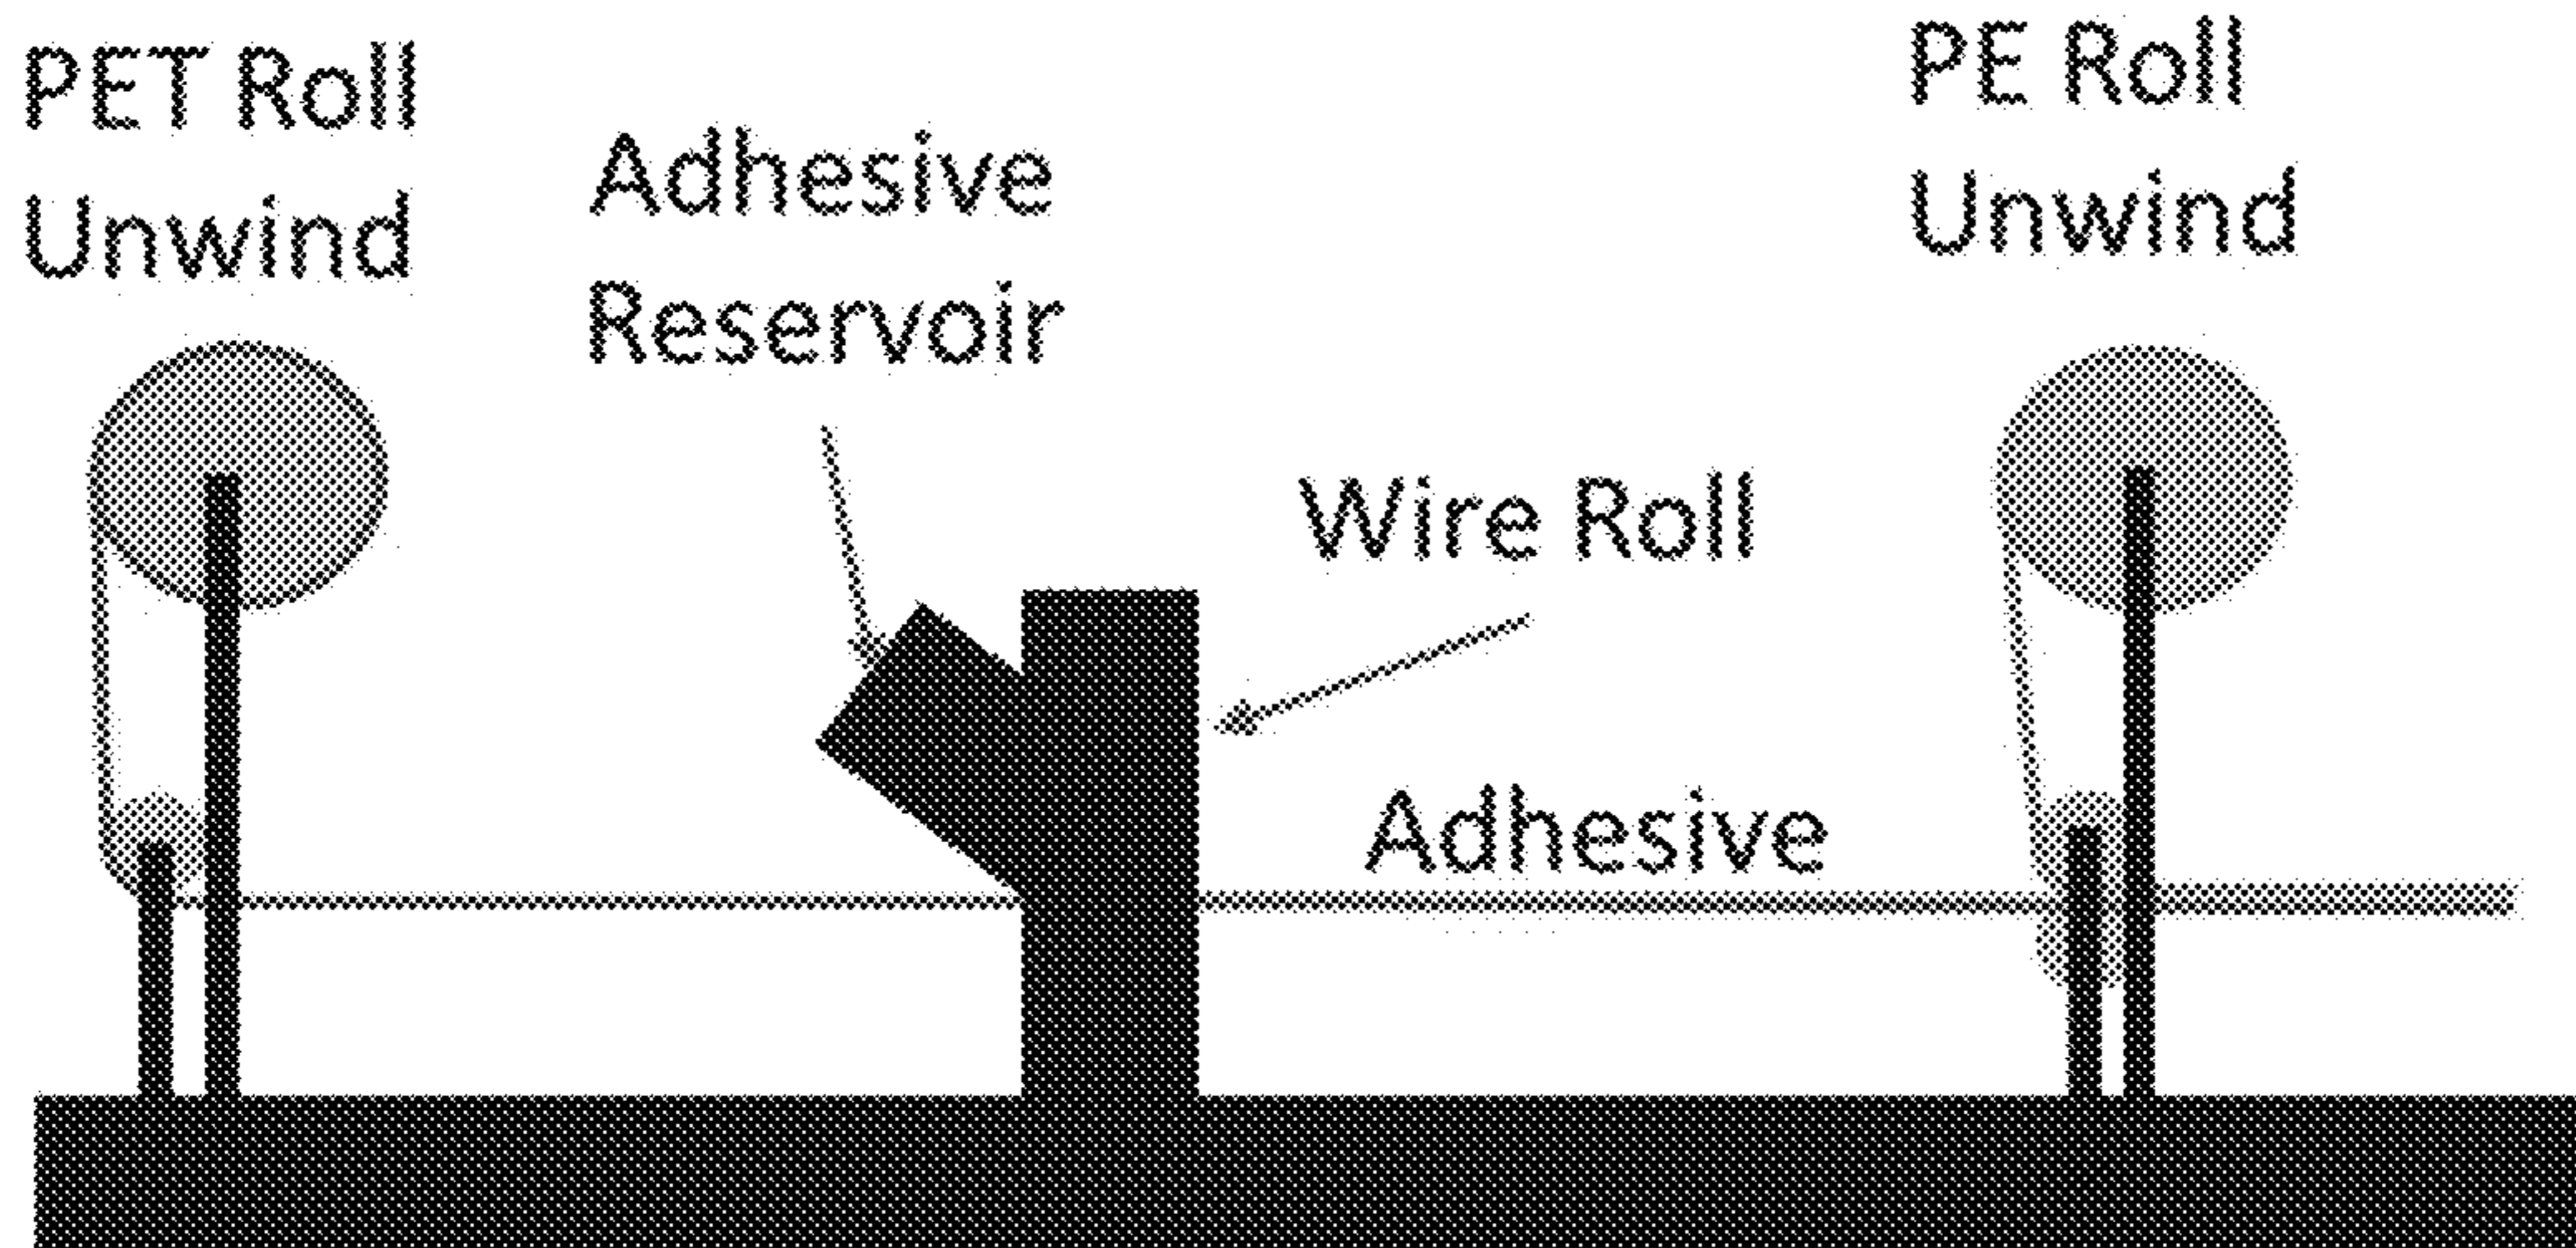 PET Roll
Unwind
Adhesive
Reservoir
Wire Roll
Adhesive
PE Roll
Unwind